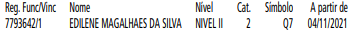 Reg. Func/Vinc Nome Nível Cat. Símbolo A partir de
7793642/1 EDILENE MAGALHAES DA SILVA NIVEL II 2 Q7 04/11/2021